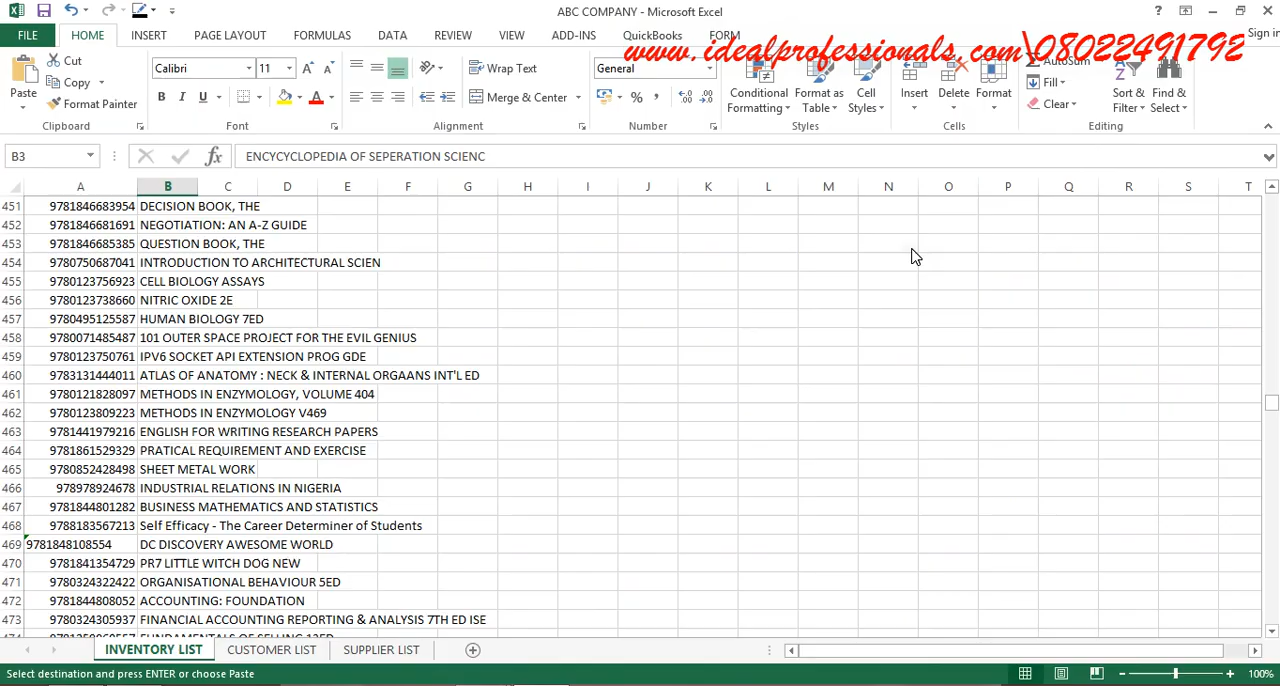 ABC COMPANY - Microsoft Excel
?
FILE HOME INSERT PAGE LAYOUT FORMULAS DATA REVIEW VIEW ADD-INS QuickBooks FORM Sign in
www.idealprofessionals.com\08022491792
Paste
Cut
Copy
Format Painter
Clipboard
Calibri 11
B I U
Font
Wrap Text
Merge & Center
Alignment
General
% ,
Number
Conditional Formatting
Format as Table
Cell Styles
Styles
Insert Delete Format
Cells
AutoSum
Fill
Clear
Sort & Filter
Find & Select
Editing
B3 fx ENCYCYCLOPEDIA OF SEPERATION SCIENC
A B C D E F G H I J K L M N O P Q R S T
451 9781846683954 DECISION BOOK, THE
452 9781846681691 NEGOTIATION: AN A-Z GUIDE
453 9781846685385 QUESTION BOOK, THE
454 9780750687041 INTRODUCTION TO ARCHITECTURAL SCIEN
455 9780123756923 CELL BIOLOGY ASSAYS
456 9780123738660 NITRIC OXIDE 2E
457 9780495125587 HUMAN BIOLOGY 7ED
458 9780071485487 101 OUTER SPACE PROJECT FOR THE EVIL GENIUS
459 9780123750761 IPV6 SOCKET API EXTENSION PROG GDE
460 9783131444011 ATLAS OF ANATOMY : NECK & INTERNAL ORGAANS INT'L ED
461 9780121828097 METHODS IN ENZYMOLOGY, VOLUME 404
462 9780123809223 METHODS IN ENZYMOLOGY V469
463 9781441979216 ENGLISH FOR WRITING RESEARCH PAPERS
464 9781861529329 PRATICAL REQUIREMENT AND EXERCISE
465 9780852428498 SHEET METAL WORK
466 978978924678 INDUSTRIAL RELATIONS IN NIGERIA
467 9781844801282 BUSINESS MATHEMATICS AND STATISTICS
468 9788183567213 Self Efficacy - The Career Determiner of Students
469 9781848108554 DC DISCOVERY AWESOME WORLD
470 9781841354729 PR7 LITTLE WITCH DOG NEW
471 9780324322422 ORGANISATIONAL BEHAVIOUR 5ED
472 9781844808052 ACCOUNTING: FOUNDATION
473 9780324305937 FINANCIAL ACCOUNTING REPORTING & ANALYSIS 7TH ED ISE
INVENTORY LIST CUSTOMER LIST SUPPLIER LIST
Select destination and press ENTER or choose Paste
100%